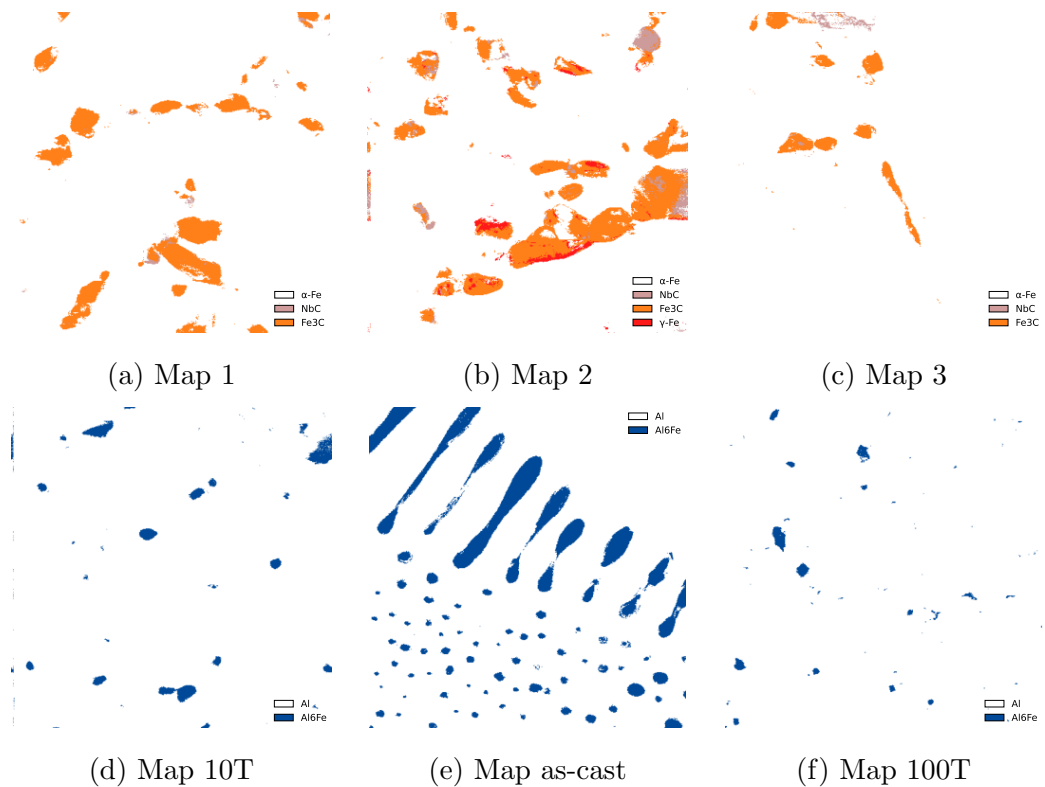 α-Fe
NbC
Fe3C
α-Fe
NbC
Fe3C
γ-Fe
α-Fe
NbC
Fe3C
(a) Map 1
(b) Map 2
(c) Map 3
Al
Al6Fe
Al
Al6Fe
Al
Al6Fe
(d) Map 10T
(e) Map as-cast
(f) Map 100T